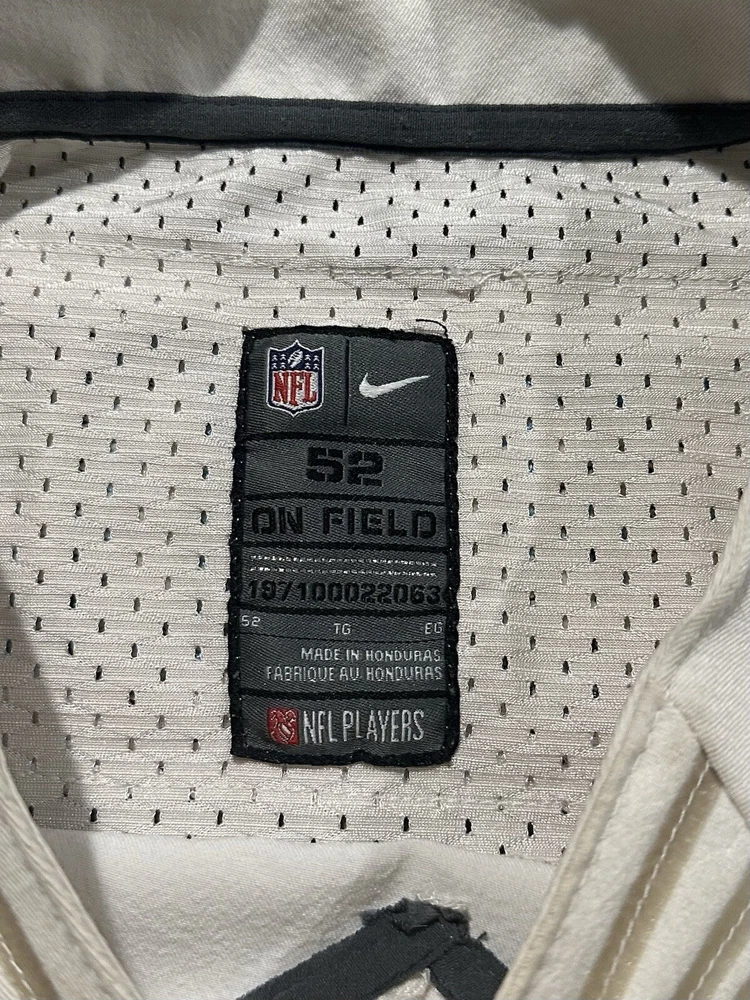 NFL
52
ON FIELD
197100022063
52 TG EG
MADE IN HONDURAS
FABRIQUE AU HONDURAS
NFL PLAYERS